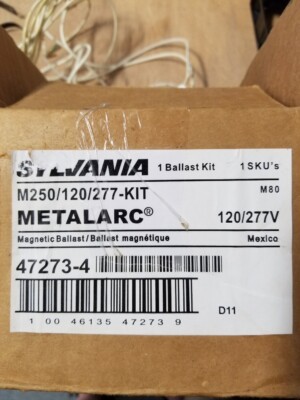 SYLVANIA 1 Ballast Kit 1 SKU's
M250/120/277-KIT M80
METALARC® 120/277V
Magnetic Ballast/Ballast magnétique Mexico
47273-4
D11
1 00 46135 47273 9